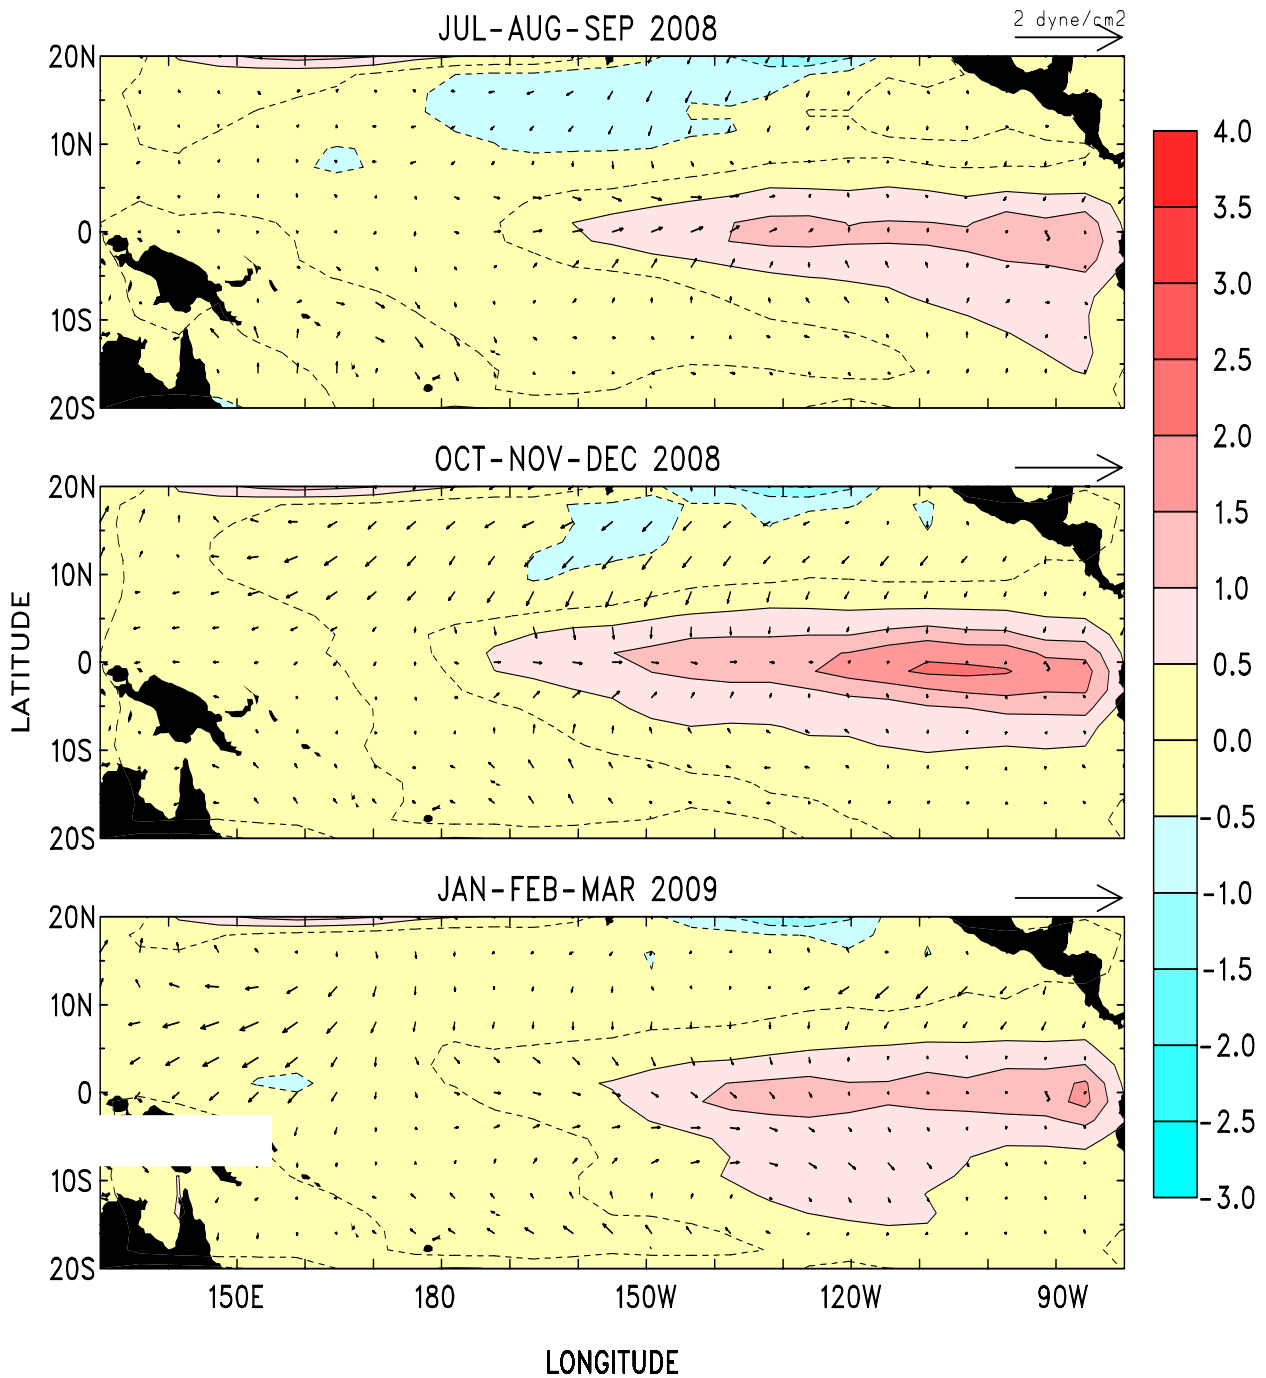 JUL-AUG-SEP 2008
2 dyne/cm2
20N
10N
0
10S
20S
OCT-NOV-DEC 2008
20N
10N
0
10S
20S
LATITUDE
JAN-FEB-MAR 2009
20N
10N
0
10S
20S
150E 180 150W 120W 90W
LONGITUDE
4.0
3.5
3.0
2.5
2.0
1.5
1.0
0.5
0.0
-0.5
-1.0
-1.5
-2.0
-2.5
-3.0